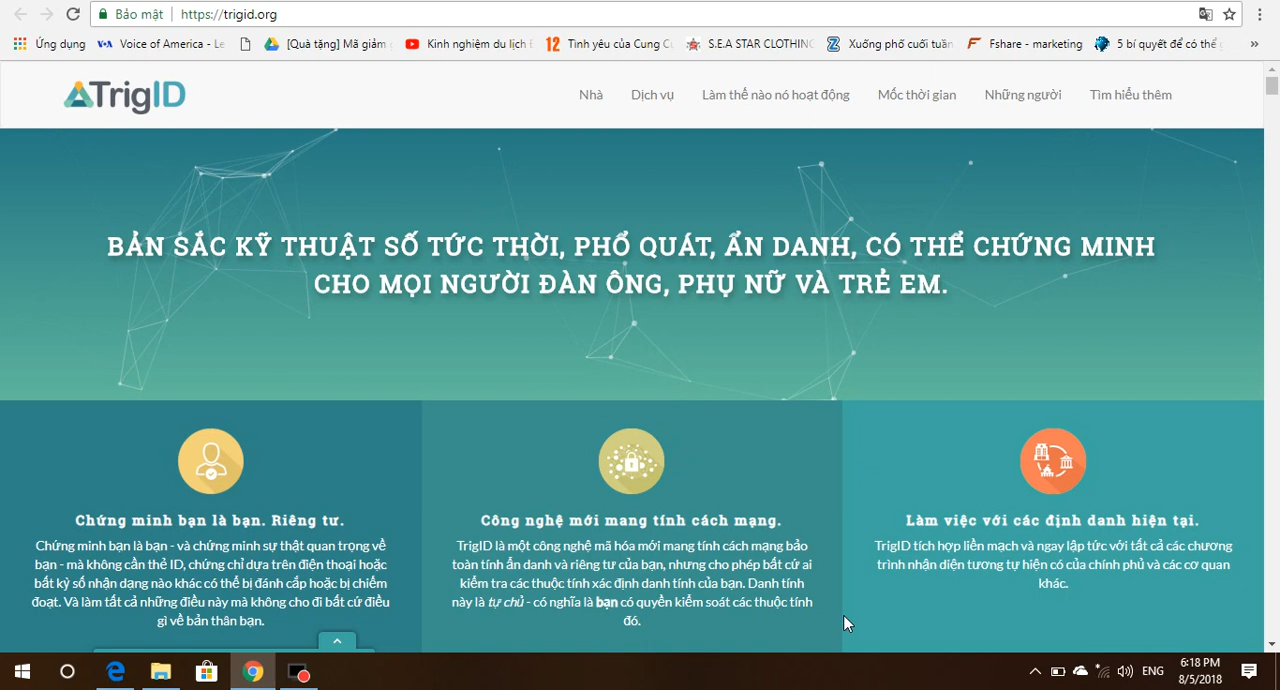 Bảo mật
https://trigid.org
Ứng dụng
Voice of America - Le
[Quà tặng] Mã giảm
Kinh nghiệm du lịch
12 Tình yêu của Cung
S.E.A STAR CLOTHING
Xuống phố cuối tuần
Fshare - marketing
5 bí quyết để có thể
»
TrigID
Nhà
Dịch vụ
Làm thế nào nó hoạt động
Mốc thời gian
Những người
Tìm hiểu thêm
BẢN SẮC KỸ THUẬT SỐ TỨC THỜI, PHỔ QUÁT, ẨN DANH, CÓ THỂ CHỨNG MINH
CHO MỌI NGƯỜI ĐÀN ÔNG, PHỤ NỮ VÀ TRẺ EM.
Chứng minh bạn là bạn. Riêng tư.
Chứng minh bạn là bạn - và chứng minh sự thật quan trọng về
bạn - mà không cần thẻ ID, chứng chỉ dựa trên điện thoại hoặc
bất kỳ số nhận dạng nào khác có thể bị đánh cắp hoặc bị chiếm
đoạt. Và làm tất cả những điều này mà không cho đi bất cứ điều
gì về bản thân bạn.
Công nghệ mới mang tính cách mạng.
TrigID là một công nghệ mã hóa mới mang tính cách mạng bảo
toàn tính ẩn danh và riêng tư của bạn, nhưng cho phép bất cứ ai
kiểm tra các thuộc tính xác định danh tính của bạn. Danh tính
này là tự chủ - có nghĩa là bạn có quyền kiểm soát các thuộc tính
đó.
Làm việc với các định danh hiện tại.
TrigID tích hợp liền mạch và ngay lập tức với tất cả các chương
trình nhận diện tương tự hiện có của chính phủ và các cơ quan
khác.
ENG
6:18 PM
8/5/2018